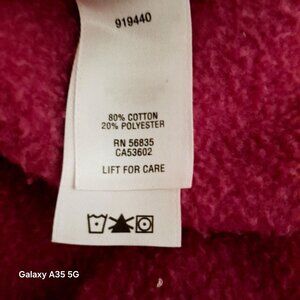 919440
80% COTTON
20% POLYESTER
RN 56835
CA53602
LIFT FOR CARE
Galaxy A35 5G